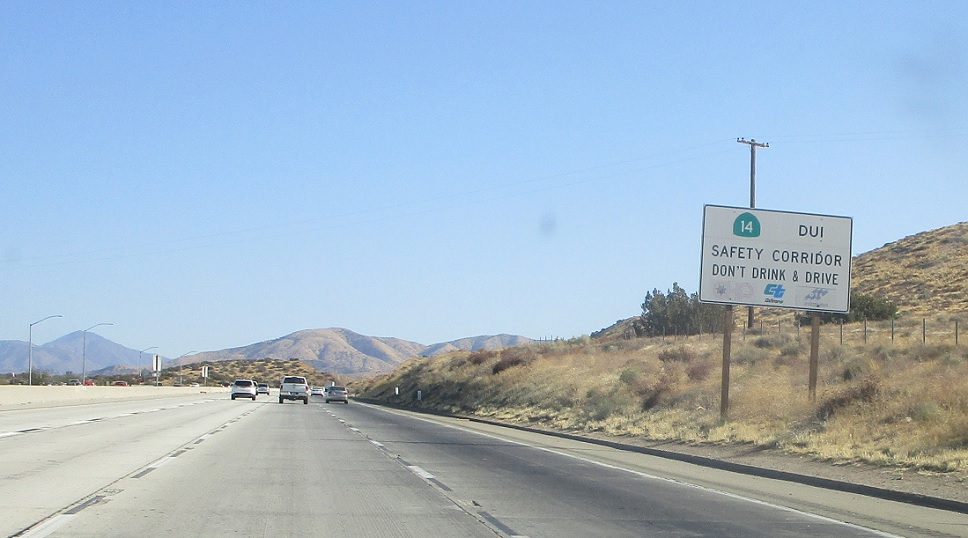 14 DUI
SAFETY CORRIDOR
DON'T DRINK & DRIVE